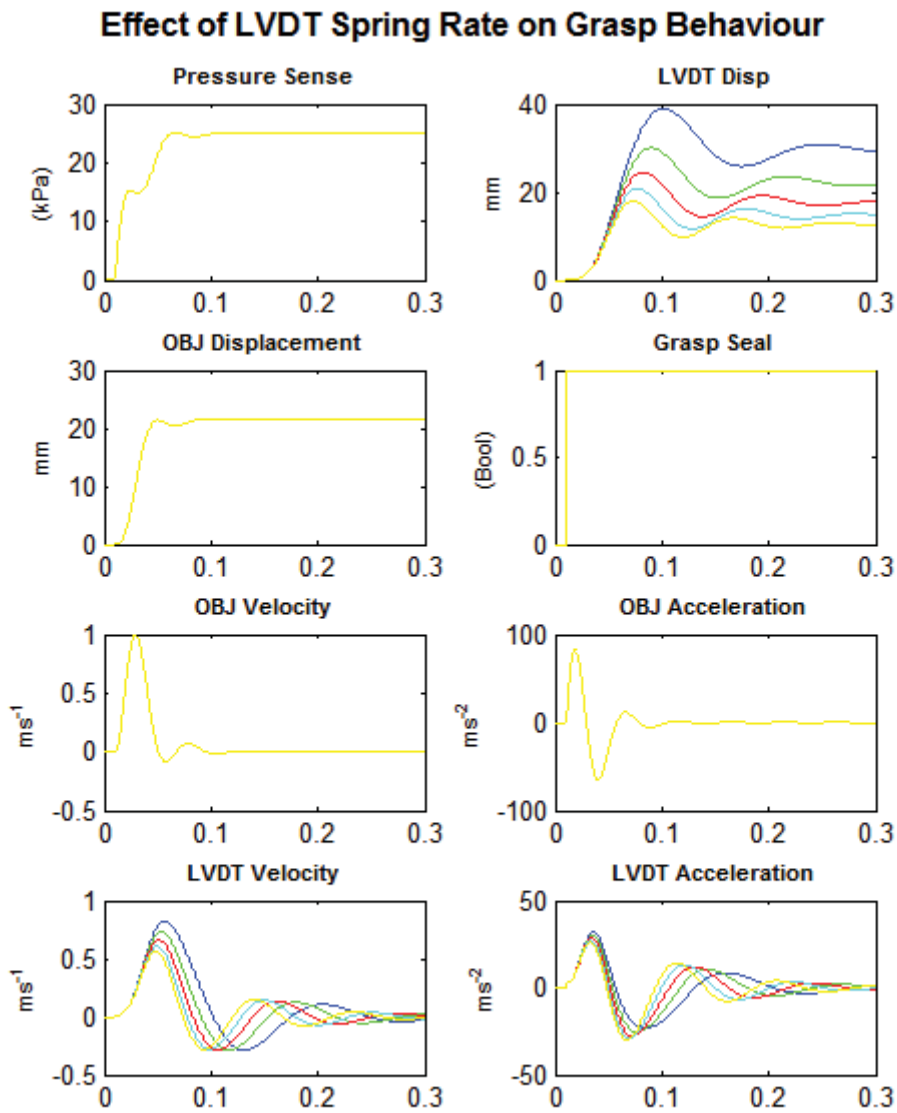 Effect of LVDT Spring Rate on Grasp Behaviour
Pressure Sense
30
20
10
0
(kPa)
0 0.1 0.2 0.3
LVDT Disp
40
20
0
mm
0 0.1 0.2 0.3
OBJ Displacement
30
20
10
0
mm
0 0.1 0.2 0.3
Grasp Seal
1
0.5
0
(Bool)
0 0.1 0.2 0.3
OBJ Velocity
1
0.5
0
-0.5
ms⁻¹
0 0.1 0.2 0.3
OBJ Acceleration
100
0
-100
ms⁻²
0 0.1 0.2 0.3
LVDT Velocity
1
0.5
0
-0.5
ms⁻¹
0 0.1 0.2 0.3
LVDT Acceleration
50
0
-50
ms⁻²
0 0.1 0.2 0.3